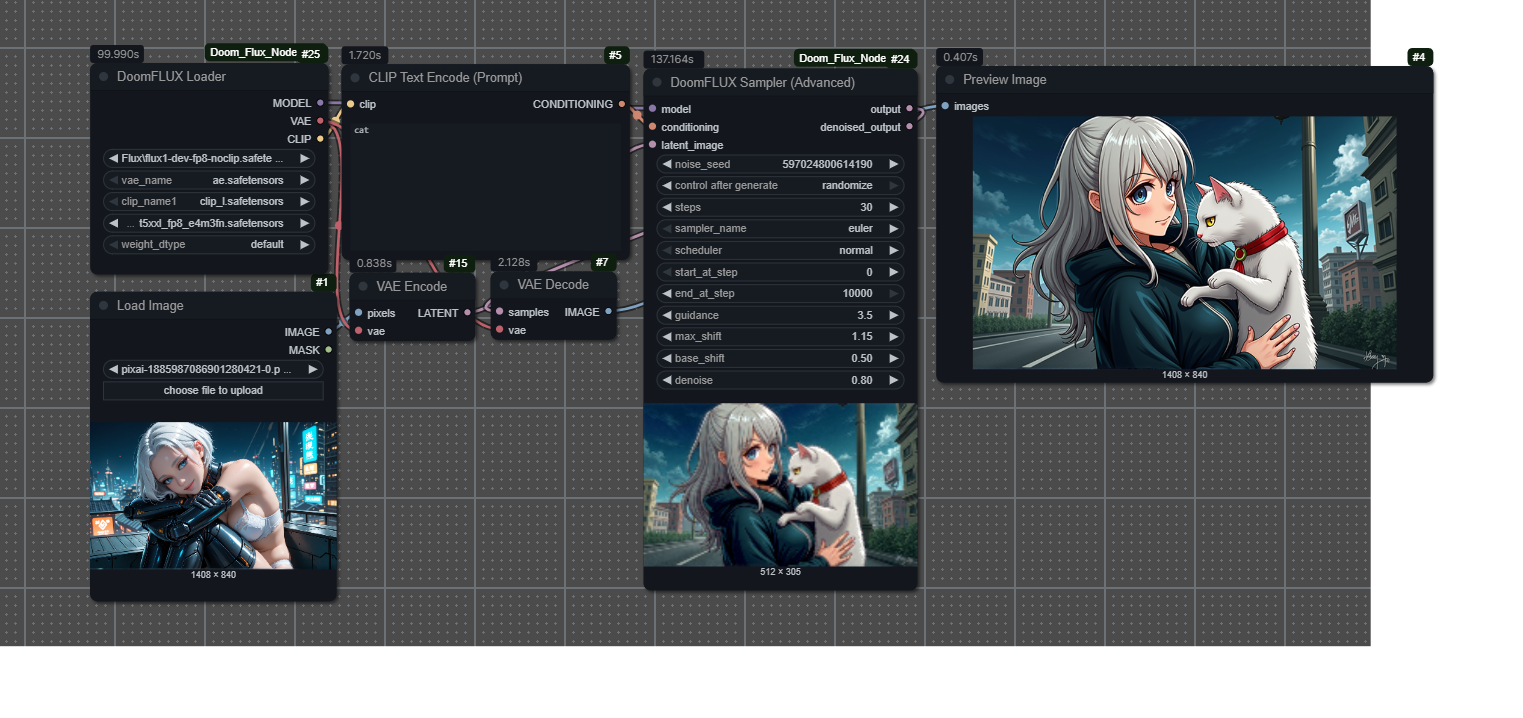 99.990s
Doom_Flux_Node #25
DoomFLUX Loader
MODEL
VAE
CLIP
Flux\flux1-dev-fp8-noclip.safete ...
vae_name ae.safetensors
clip_name1 clip_l.safetensors
... t5xxl_fp8_e4m3fn.safetensors
weight_dtype default
#1
Load Image
IMAGE
MASK
pixai-1885987086901280421-0.p ...
choose file to upload
1408 × 840
1.720s
#5
CLIP Text Encode (Prompt)
clip CONDITIONING
cat
0.838s
#15
VAE Encode
pixels LATENT
vae
2.128s
#7
VAE Decode
samples IMAGE
vae
137.164s
Doom_Flux_Node #24
DoomFLUX Sampler (Advanced)
model output
conditioning denoised_output
latent_image
noise_seed 597024800614190
control after generate randomize
steps 30
sampler_name euler
scheduler normal
start_at_step 0
end_at_step 10000
guidance 3.5
max_shift 1.15
base_shift 0.50
denoise 0.80
512 × 305
0.407s
#4
Preview Image
images
1408 × 840